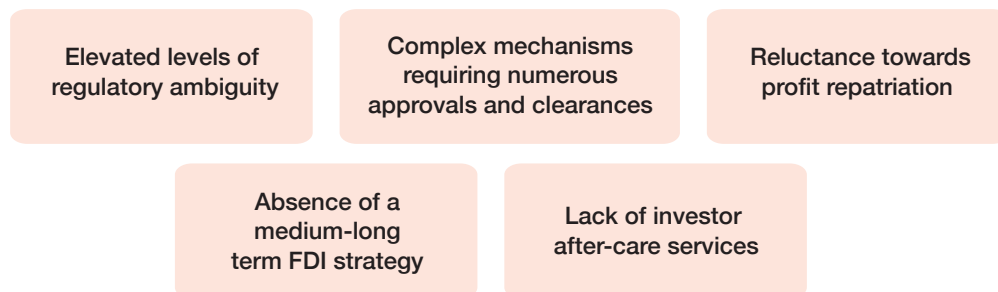 Elevated levels of
regulatory ambiguity
Complex mechanisms
requiring numerous
approvals and clearances
Reluctance towards
profit repatriation
Absence of a
medium-long
term FDI strategy
Lack of investor
after-care services